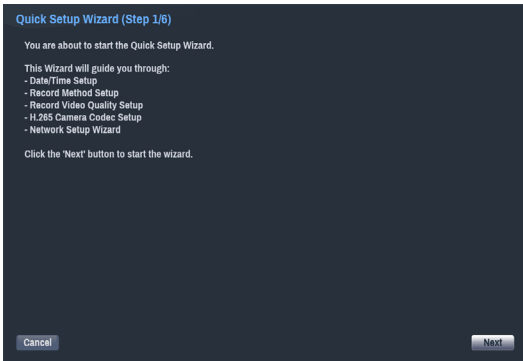 Quick Setup Wizard (Step 1/6)
You are about to start the Quick Setup Wizard.
This Wizard will guide you through:
- Date/Time Setup
- Record Method Setup
- Record Video Quality Setup
- H.265 Camera Codec Setup
- Network Setup Wizard
Click the 'Next' button to start the wizard.
Cancel
Next